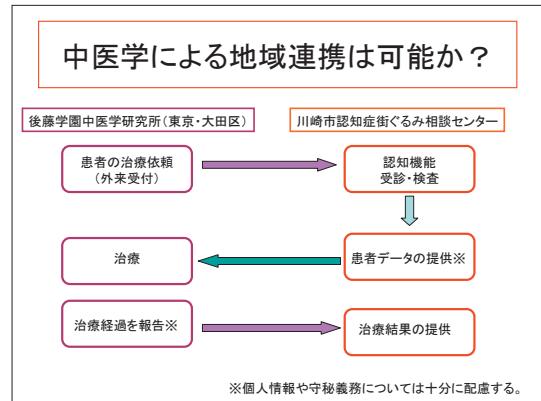 中医学による地域連携は可能か？
後藤学園中医学研究所（東京・大田区）
川崎市認知症街ぐるみ相談センター
患者の治療依頼
（外来受付）
認知機能
受診・検査
治療
患者データの提供※
治療経過を報告※
治療結果の提供
※個人情報や守秘義務については十分に配慮する。